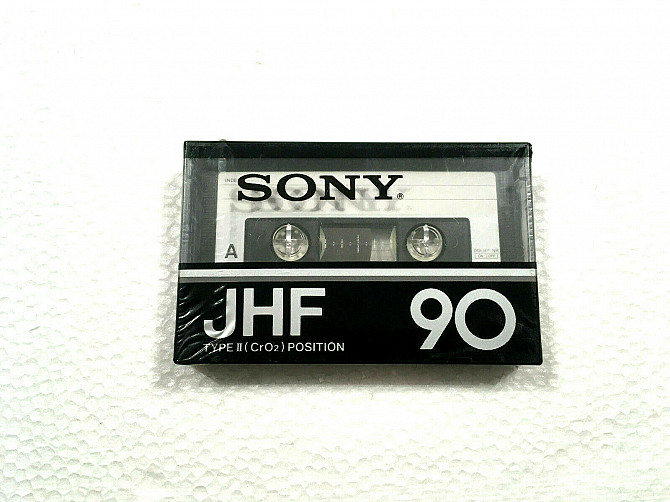 SONY®
A
JHF 90
TYPE II (CrO2) POSITION